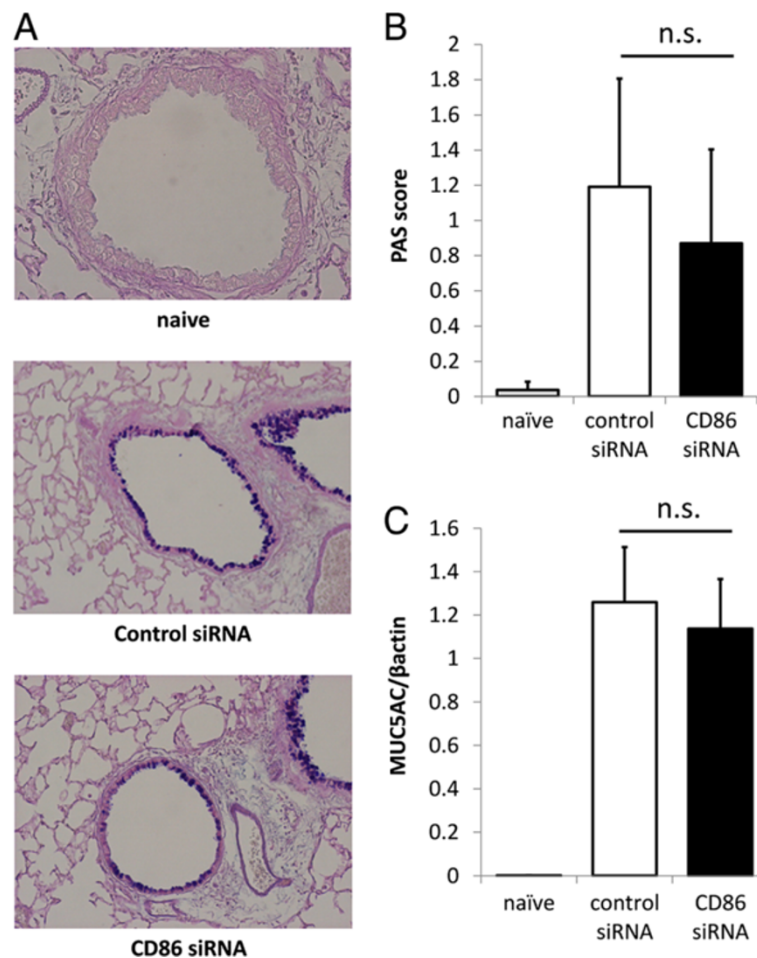 A
naive
Control siRNA
CD86 siRNA
B
n.s.
PAS score
2
1.8
1.6
1.4
1.2
1
0.8
0.6
0.4
0.2
0
naïve
control
siRNA
CD86
siRNA
C
n.s.
MUC5AC/βactin
1.6
1.4
1.2
1
0.8
0.6
0.4
0.2
0
naïve
control
siRNA
CD86
siRNA